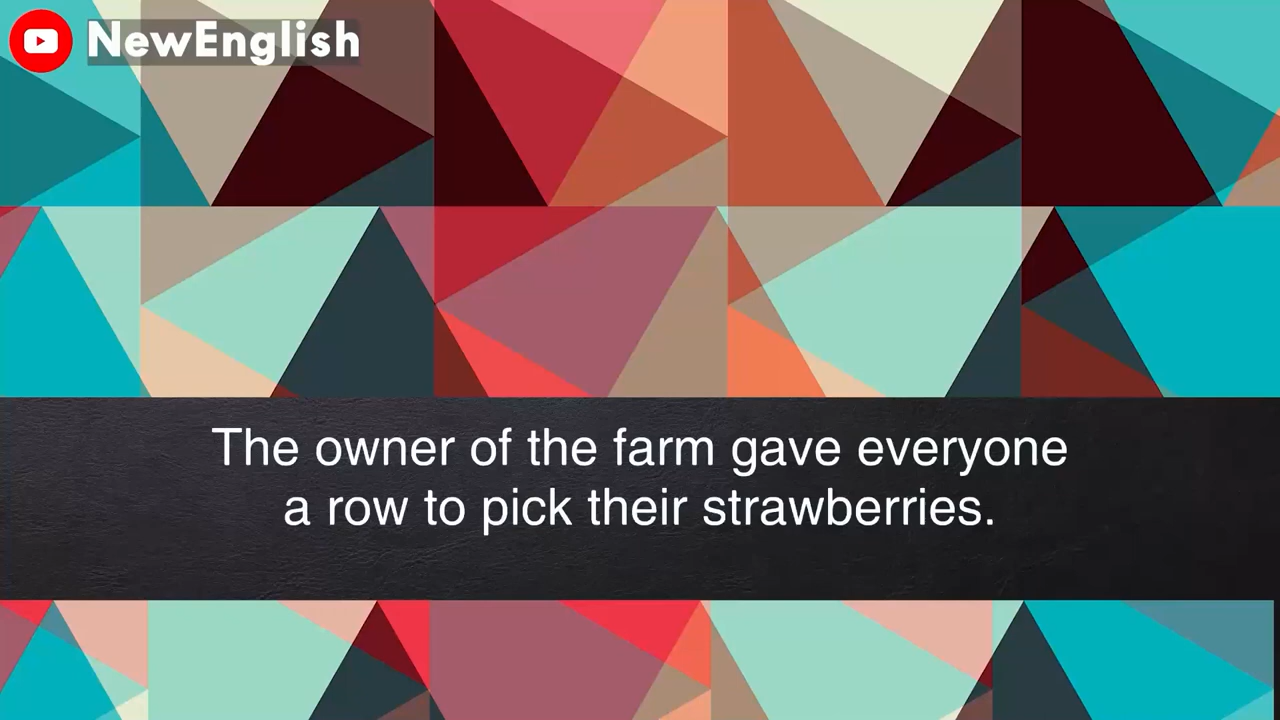 NewEnglish
The owner of the farm gave everyone
a row to pick their strawberries.